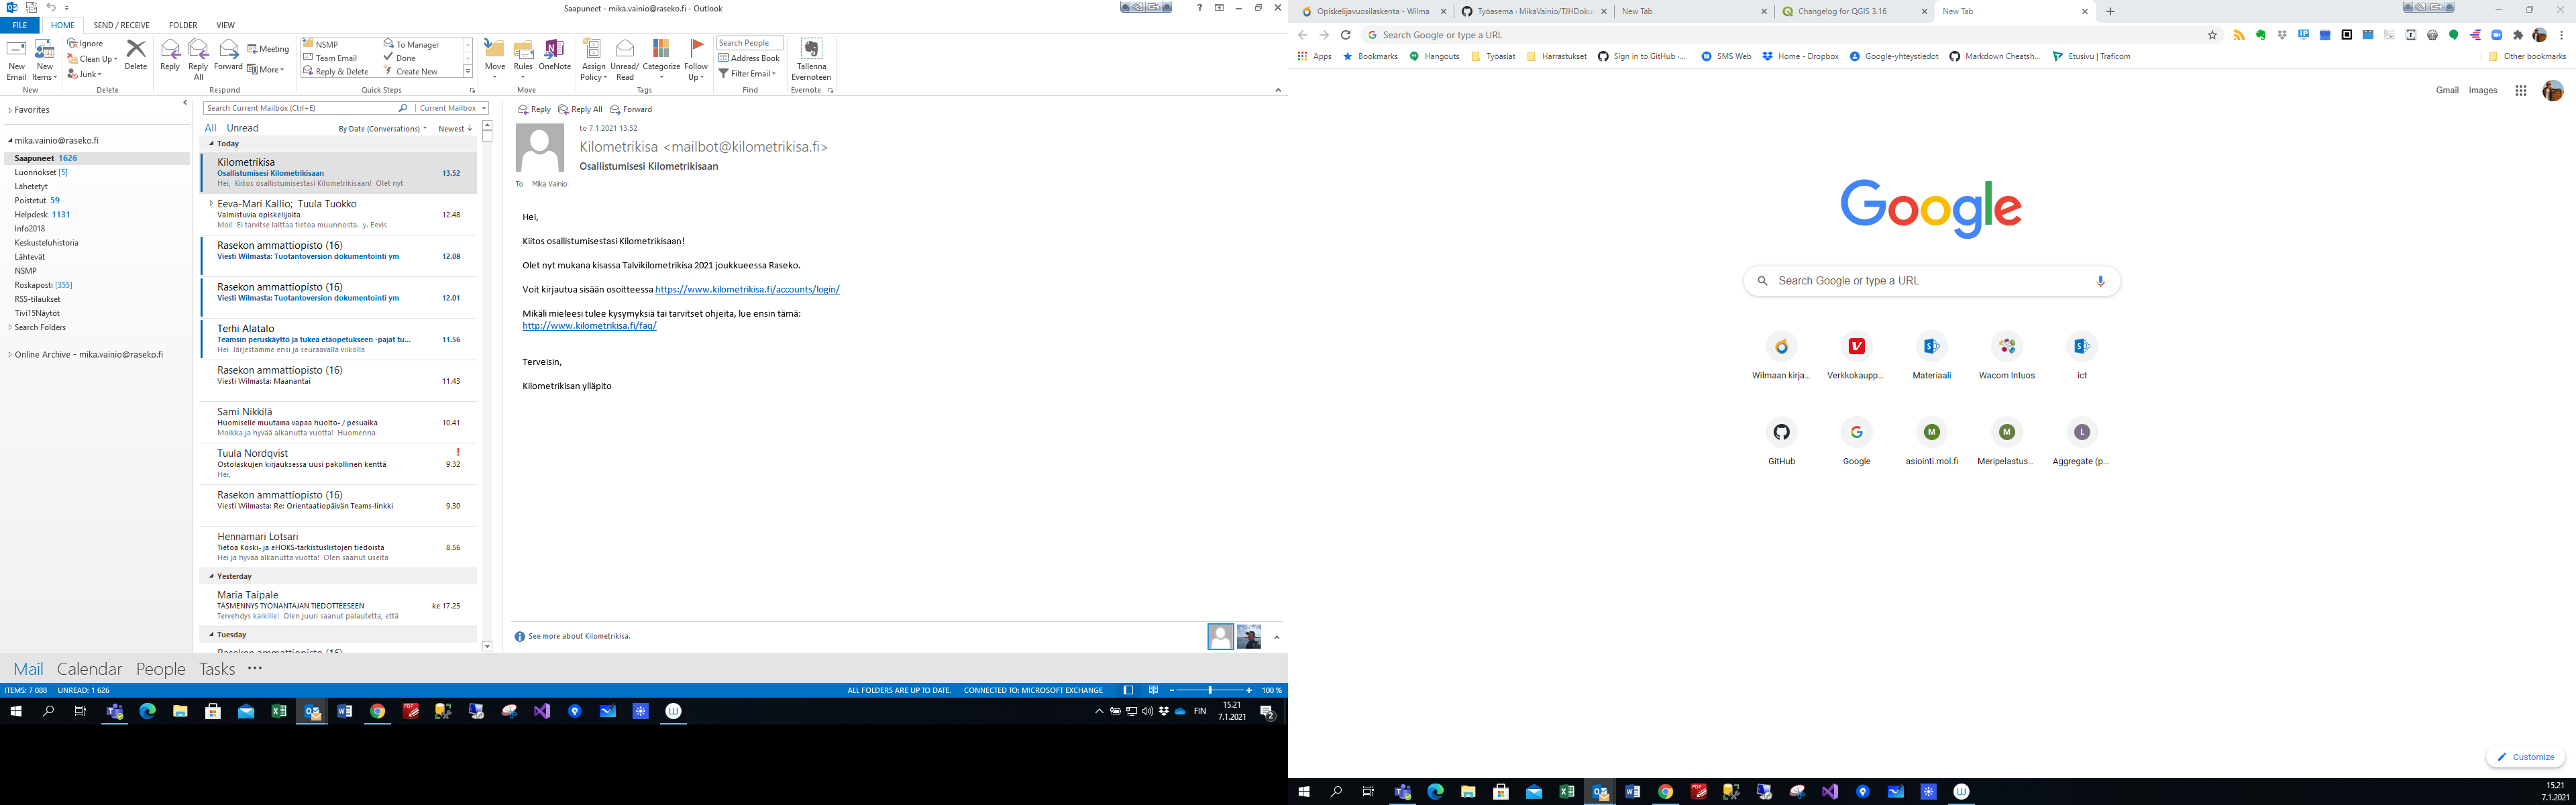 Saapuneet - mika.vainio@raseko.fi - Outlook
FILE HOME SEND / RECEIVE FOLDER VIEW
New Email
New Items
New
Ignore
Clean Up
Junk
Delete
Delete
Reply
Reply All
Forward
Meeting
More
Respond
NSMP
Team Email
Reply & Delete
To Manager
Done
Create New
Quick Steps
Move
Rules
OneNote
Move
Assign Policy
Unread/ Read
Categorize
Follow Up
Tags
Search People
Address Book
Filter Email
Find
Tallenna Evernoteen
Evernote
Favorites
mika.vainio@raseko.fi
Saapuneet 1626
Luonnokset [5]
Lähetetyt
Poistetut 59
Helpdesk 1131
Info2018
Keskusteluhistoria
Lähtevät
NSMP
Roskaposti [355]
RSS-tilaukset
Tivi15Näytöt
Search Folders
Online Archive - mika.vainio@raseko.fi
Search Current Mailbox (Ctrl+E) Current Mailbox
All Unread By Date (Conversations) Newest
Today
Kilometrikisa
Osallistumisesi Kilometrikisaan 13.52
Hei, Kiitos osallistumisestasi Kilometrikisaan! Olet nyt
Eeva-Mari Kallio; Tuula Tuokko
Valmistuvia opiskelijoita 12.48
Moi! Ei tarvitse laittaa tietoa muunnosta. y. Eevis
Rasekon ammattiopisto (16)
Viesti Wilmasta: Tuotantoversion dokumentointi ym 12.08
Rasekon ammattiopisto (16)
Viesti Wilmasta: Tuotantoversion dokumentointi ym 12.01
Terhi Alatalo
Teamsin peruskäyttö ja tukea etäopetukseen -pajat tu... 11.56
Hei Järjestämme ensi ja seuraavalla viikolla
Rasekon ammattiopisto (16)
Viesti Wilmasta: Maanantai 11.43
Sami Nikkilä
Huomiselle muutama vapaa huolto- / pesuaika 10.41
Moikka ja hyvää alkanutta vuotta! Huomenna
Tuula Nordqvist !
Ostolaskujen kirjauksessa uusi pakollinen kenttä 9.32
Hei,
Rasekon ammattiopisto (16)
Viesti Wilmasta: Re: Orientaatiopäivän Teams-linkki 9.30
Hennamari Lotsari
Tietoa Koski- ja eHOKS-tarkistuslistojen tiedoista 8.56
Hei ja hyvää alkanutta vuotta! Olen saanut useita
Yesterday
Maria Taipale
TÄSMENNYS TYÖNANTAJAN TIEDOTTEESEEN ke 17.25
Tervehdys kaikille! Olen juuri saanut palautetta, että
Tuesday
Rasekon ammattiopisto (16)
Reply Reply All Forward
to 7.1.2021 13.52
Kilometrikisa <mailbot@kilometrikisa.fi>
Osallistumisesi Kilometrikisaan
To Mika Vainio
Hei,
Kiitos osallistumisestasi Kilometrikisaan!
Olet nyt mukana kisassa Talvikilometrikisa 2021 joukkueessa Raseko.
Voit kirjautua sisään osoitteessa https://www.kilometrikisa.fi/accounts/login/
Mikäli mieleesi tulee kysymyksiä tai tarvitset ohjeita, lue ensin tämä:
http://www.kilometrikisa.fi/faq/
Terveisin,
Kilometrikisan ylläpito
See more about Kilometrikisa.
Mail Calendar People Tasks ...
ITEMS: 7 088 UNREAD: 1 626 ALL FOLDERS ARE UP TO DATE. CONNECTED TO: MICROSOFT EXCHANGE 100 %
FIN 15.21
7.1.2021
2
Opiskelijavuosilaskenta - Wilma
Työasema · MikaVainio/TJHDoku
New Tab
Changelog for QGIS 3.16
New Tab
Search Google or type a URL
Apps Bookmarks Hangouts Työasiat Harrastukset Sign in to GitHub ·... SMS Web Home - Dropbox Google-yhteystiedot Markdown Cheatsh... Etusivu | Traficom Other bookmarks
Gmail Images
Google
Search Google or type a URL
Wilmaan kirja... Verkkokaupp... Materiaali Wacom Intuos ict
M M L
GitHub Google asiointi.mol.fi Meripelastus... Aggregate (p...
Customize
15.21
7.1.2021